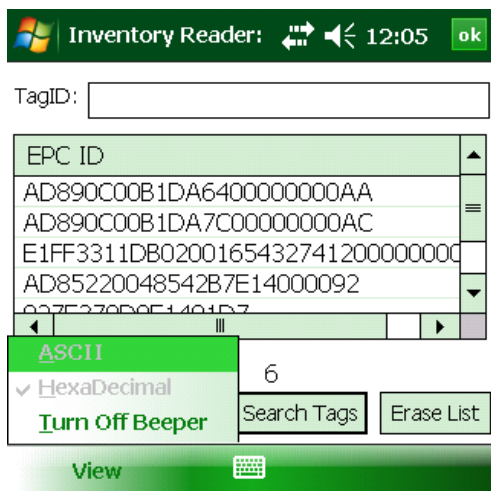 Inventory Reader: 12:05 ok
TagID:
EPC ID
AD890C00B1DA6400000000AA
AD890C00B1DA7C00000000AC
E1FF3311DB02001654327412000000000
AD85220048542B7E14000092
ASCII
HexaDecimal
Turn Off Beeper
6
Search Tags
Erase List
View